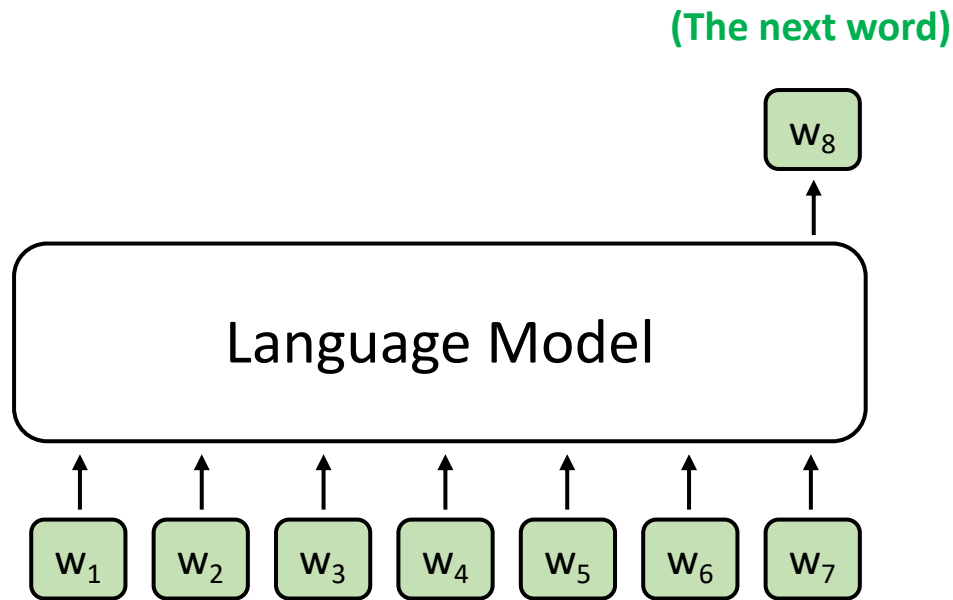 (The next word)
w₈
Language Model
w₁ w₂ w₃ w₄ w₅ w₆ w₇